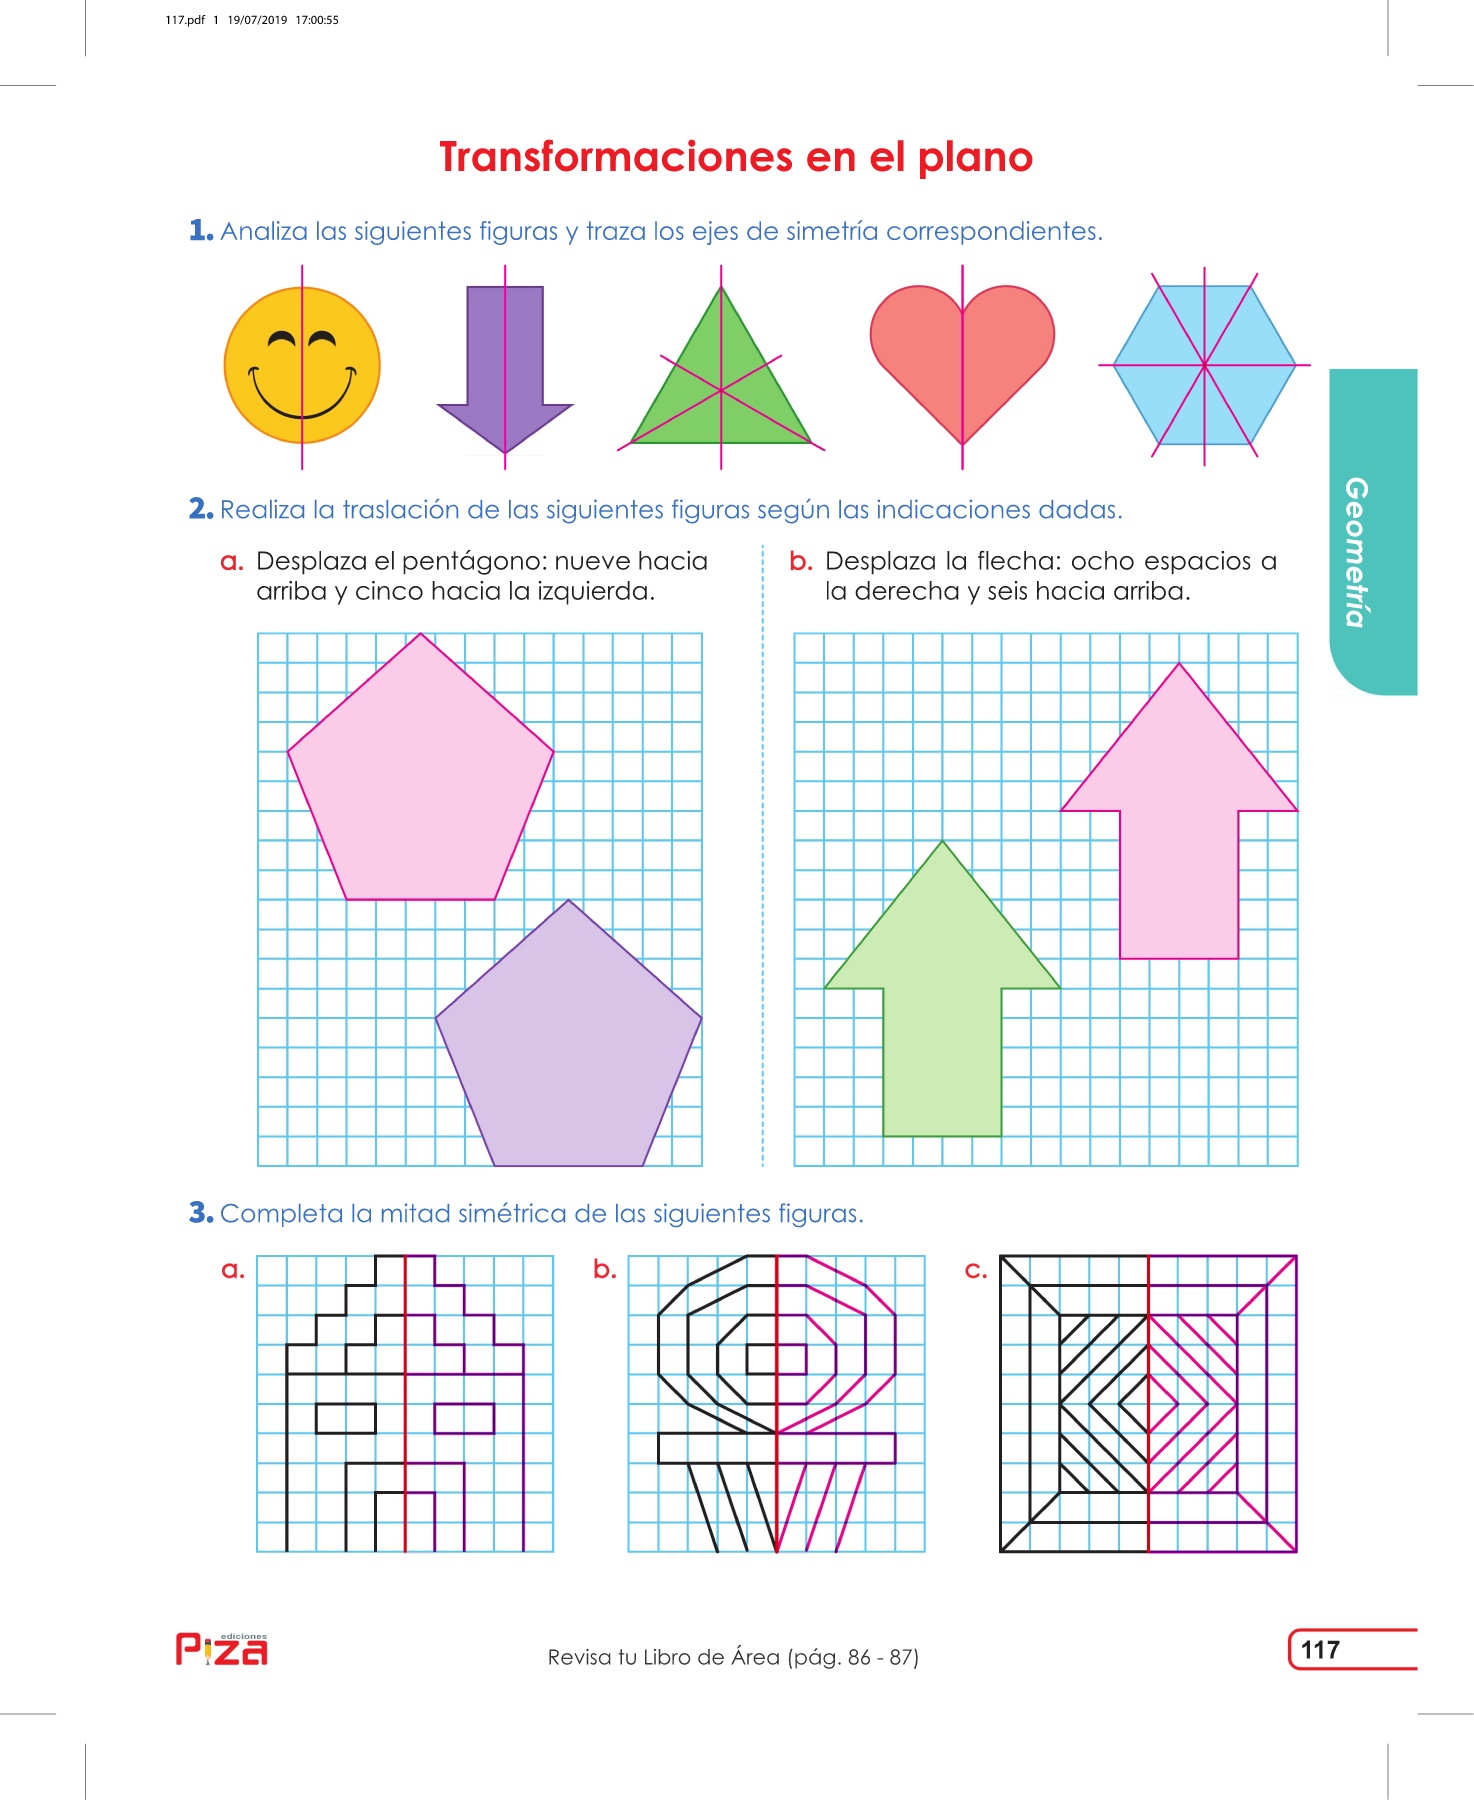 117.pdf 1 19/07/2019 17:00:55
Transformaciones en el plano
1. Analiza las siguientes figuras y traza los ejes de simetría correspondientes.
2. Realiza la traslación de las siguientes figuras según las indicaciones dadas.
a. Desplaza el pentágono: nueve hacia
arriba y cinco hacia la izquierda.
b. Desplaza la flecha: ocho espacios a
la derecha y seis hacia arriba.
Geometría
3. Completa la mitad simétrica de las siguientes figuras.
a.
b.
c.
ediciones
Piza
Revisa tu Libro de Área (pág. 86 - 87)
117